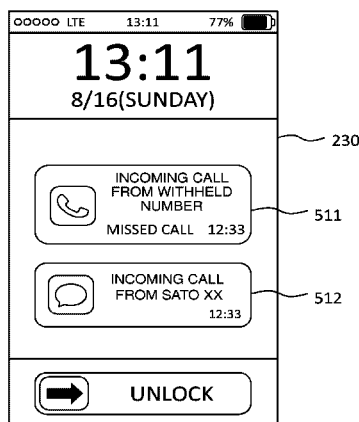 OOOOO LTE 13:11 77%
13:11
8/16(SUNDAY)
230
INCOMING CALL
FROM WITHHELD
NUMBER
MISSED CALL 12:33
511
INCOMING CALL
FROM SATO XX
12:33
512
UNLOCK